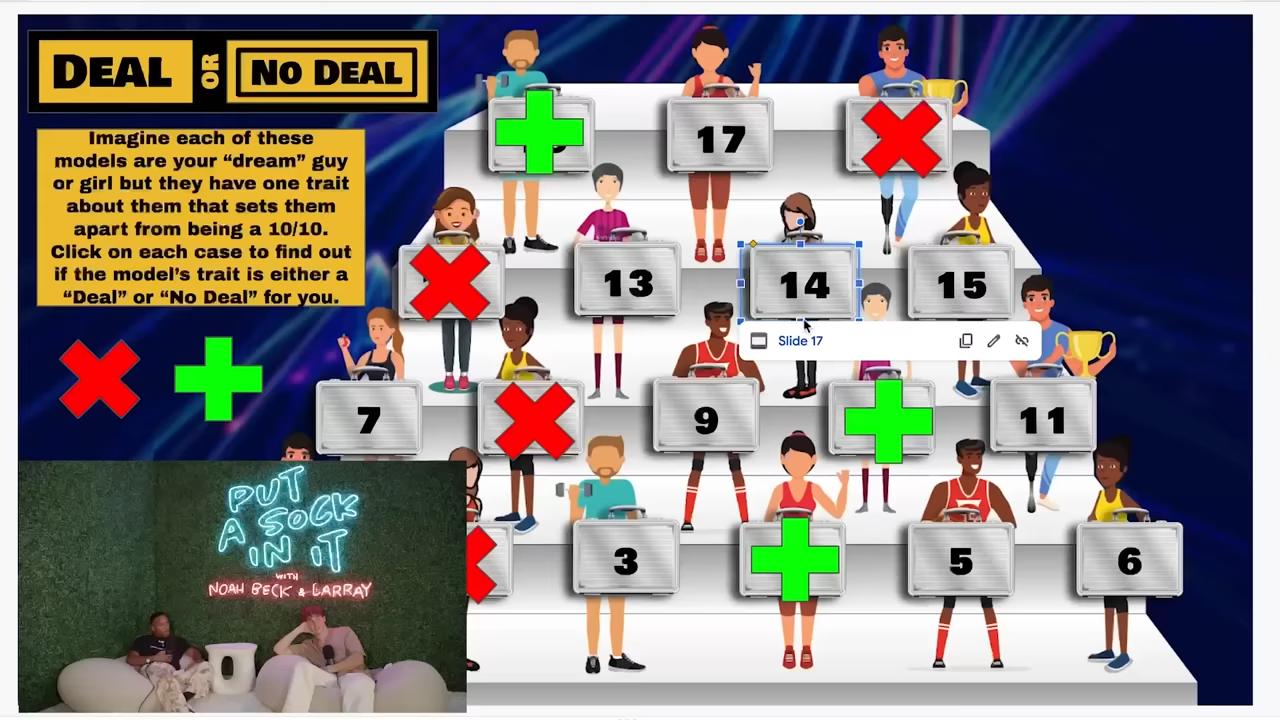 DEAL OR NO DEAL
Imagine each of these
models are your “dream” guy
or girl but they have one trait
about them that sets them
apart from being a 10/10.
Click on each case to find out
if the model’s trait is either a
“Deal” or “No Deal” for you.
17
13
14
15
Slide 17
7
9
11
3
5
6
PUT
A SOCK
IN IT
WITH
NOAH BECK & LARRAY